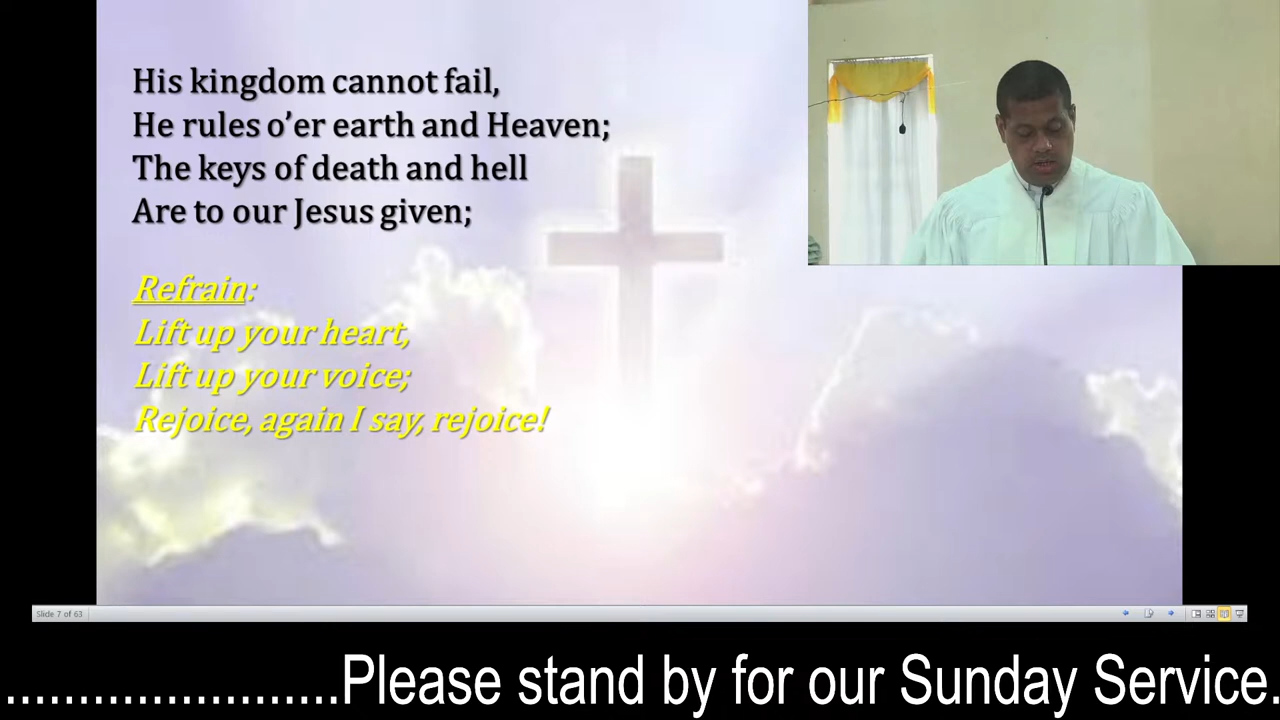 His kingdom cannot fail,
He rules o’er earth and Heaven;
The keys of death and hell
Are to our Jesus given;
Refrain:
Lift up your heart,
Lift up your voice;
Rejoice, again I say, rejoice!
Slide 7 of 63
.......................Please stand by for our Sunday Service.